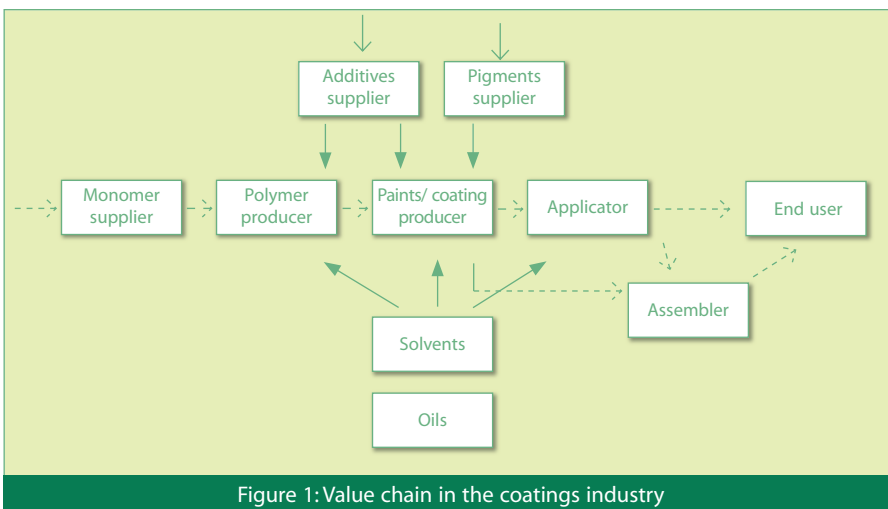 Additives
supplier
Pigments
supplier
Monomer
supplier
Polymer
producer
Paints/ coating
producer
Applicator
End user
Assembler
Solvents
Oils
Figure 1: Value chain in the coatings industry